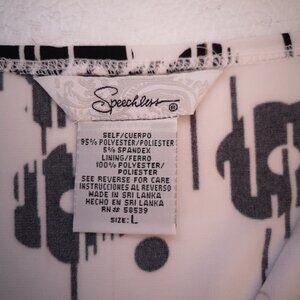 Speechless®
SELF/CUERPO
95% POLYESTER/POLIESTER
5% SPANDEX
LINING/FORRO
100% POLYESTER/
POLIESTER
SEE REVERSE FOR CARE
INSTRUCCIONES AL REVERSO
MADE IN SRI LANKA
HECHO EN SRI LANKA
RN# 58539
SIZE: L